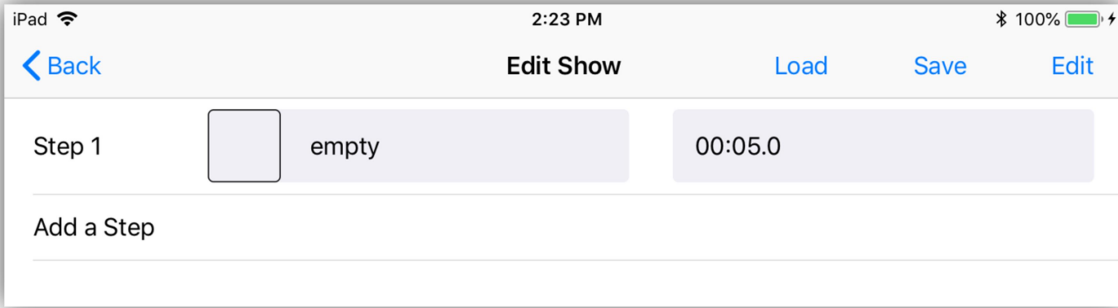 iPad 2:23 PM 100%
Back Edit Show Load Save Edit
Step 1 empty 00:05.0
Add a Step